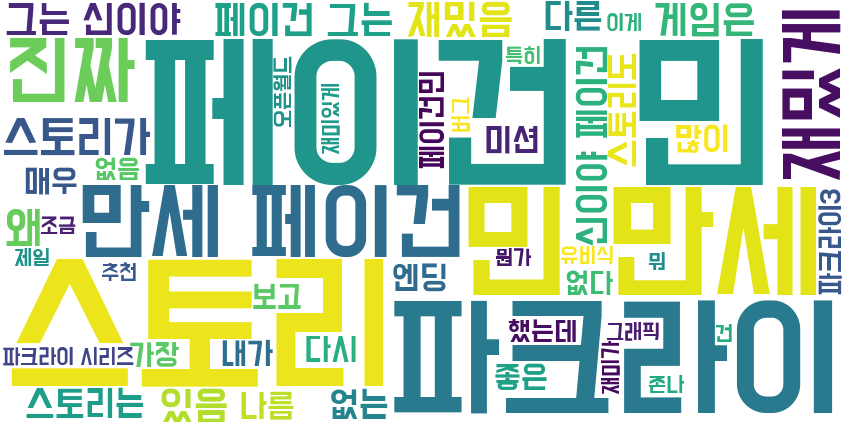 그는 신이야
페이건 그는
재밌음
다른
이게
게임은
재밌게
진짜
페이건 민
오픈월드
재미있게
페이건민
버그
특히
미션
신이야 페이건
스토리도
많이
스토리가
없음
매우
왜
조금
제일
추천
만세 페이건
민 만세
뭔가
유비식
없다
뭐
파크라이3
스토리
보고
엔딩
파크라이
했는데
그래픽
건
파크라이 시리즈
가장
내가
다시
좋은
재미가
존나
스토리는
있음
나름
없는